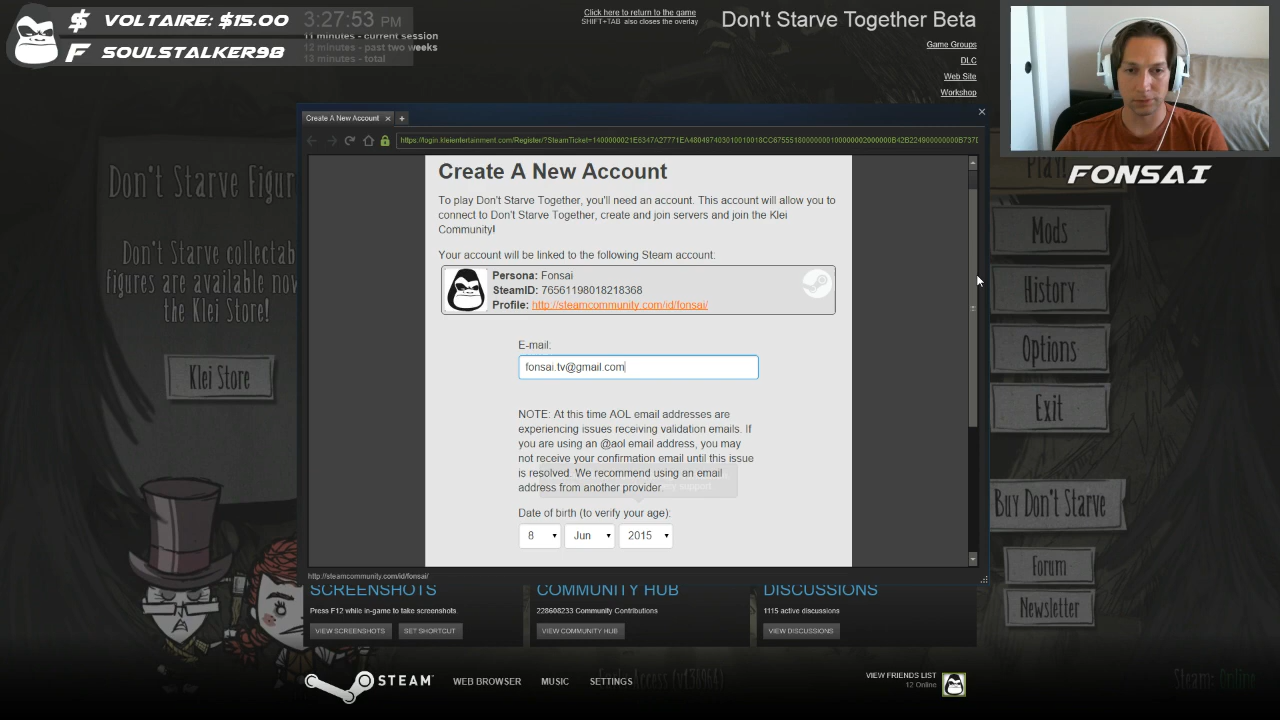 $ VOLTAIRE: $15.00
F SOULSTALKER98
3:27:53 PM
11 minutes - current session
12 minutes - past two weeks
13 minutes - total
Click here to return to the game
SHIFT+TAB also closes the overlay
Don't Starve Together Beta
Game Groups
DLC
Web Site
Workshop
FONSAI
Create A New Account
Create A New Account
To play Don't Starve Together, you'll need an account. This account will allow you to
connect to Don't Starve Together, create and join servers and join the Klei
Community!
Your account will be linked to the following Steam account:
Persona: Fonsai
SteamID: 76561198018218368
Profile: http://steamcommunity.com/id/fonsai/
E-mail:
fonsai.tv@gmail.com
NOTE: At this time AOL email addresses are
experiencing issues receiving validation emails. If
you are using an @aol email address, you may
not receive your confirmation email until this issue
is resolved. We recommend using an email
address from another provider.
Date of birth (to verify your age):
8 Jun 2015
http://steamcommunity.com/id/fonsai/
Don't Starve Figur
Don't Starve collectab
figures are available now
the Klei Store!
Klei Store
Mods
History
Options
Exit
Buy Don't Starve
Forum
Newsletter
SCREENSHOTS
Press F12 while in-game to take screenshots
VIEW SCREENSHOTS
SET SHORTCUT
COMMUNITY HUB
228608233 Community Contributions
VIEW COMMUNITY HUB
DISCUSSIONS
1115 active discussions
VIEW DISCUSSIONS
STEAM
WEB BROWSER
MUSIC
SETTINGS
VIEW FRIENDS LIST
12 Online
Steam: Online